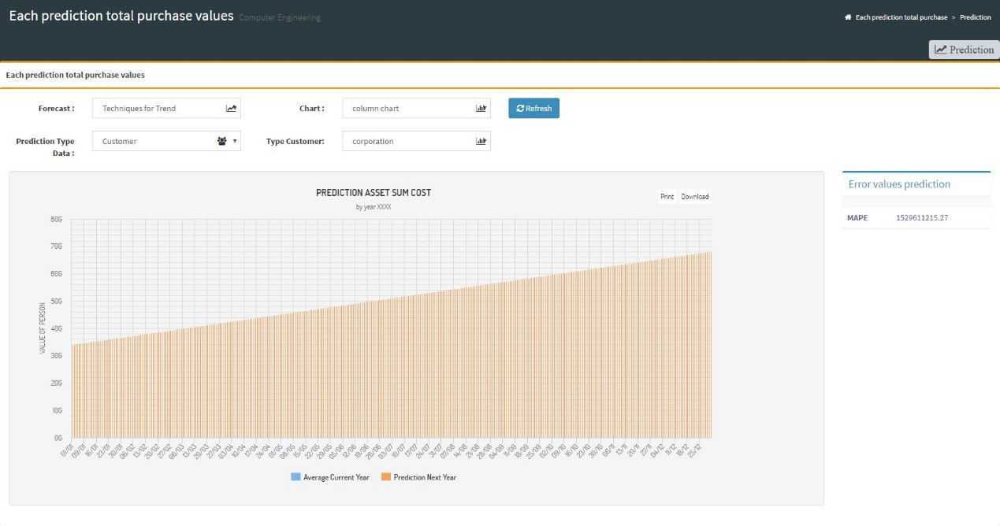 Each prediction total purchase values Computer Engineering
Each prediction total purchase > Prediction
Prediction
Each prediction total purchase values
Forecast : Techniques for Trend Chart : column chart Refresh
Prediction Type Customer Type Customer: corporation
Data :
PREDICTION ASSET SUM COST
by year XXXX
Print Download
Error values prediction
MAPE 1529611215.27
VALUE OF PERSON
80G
70G
60G
50G
40G
30G
20G
10G
0G
01/01 09/01 16/01 23/01 30/01 06/02 13/02 20/02 27/02 06/03 13/03 20/03 27/03 03/04 10/04 17/04 24/04 01/05 08/05 15/05 22/05 29/05 05/06 12/06 19/06 26/06 03/07 10/07 17/07 24/07 31/07 07/08 14/08 21/08 28/08 04/09 11/09 18/09 25/09 02/10 09/10 16/10 23/10 30/10 06/11 13/11 20/11 27/11 04/12 11/12 18/12 25/12
Average Current Year Prediction Next Year